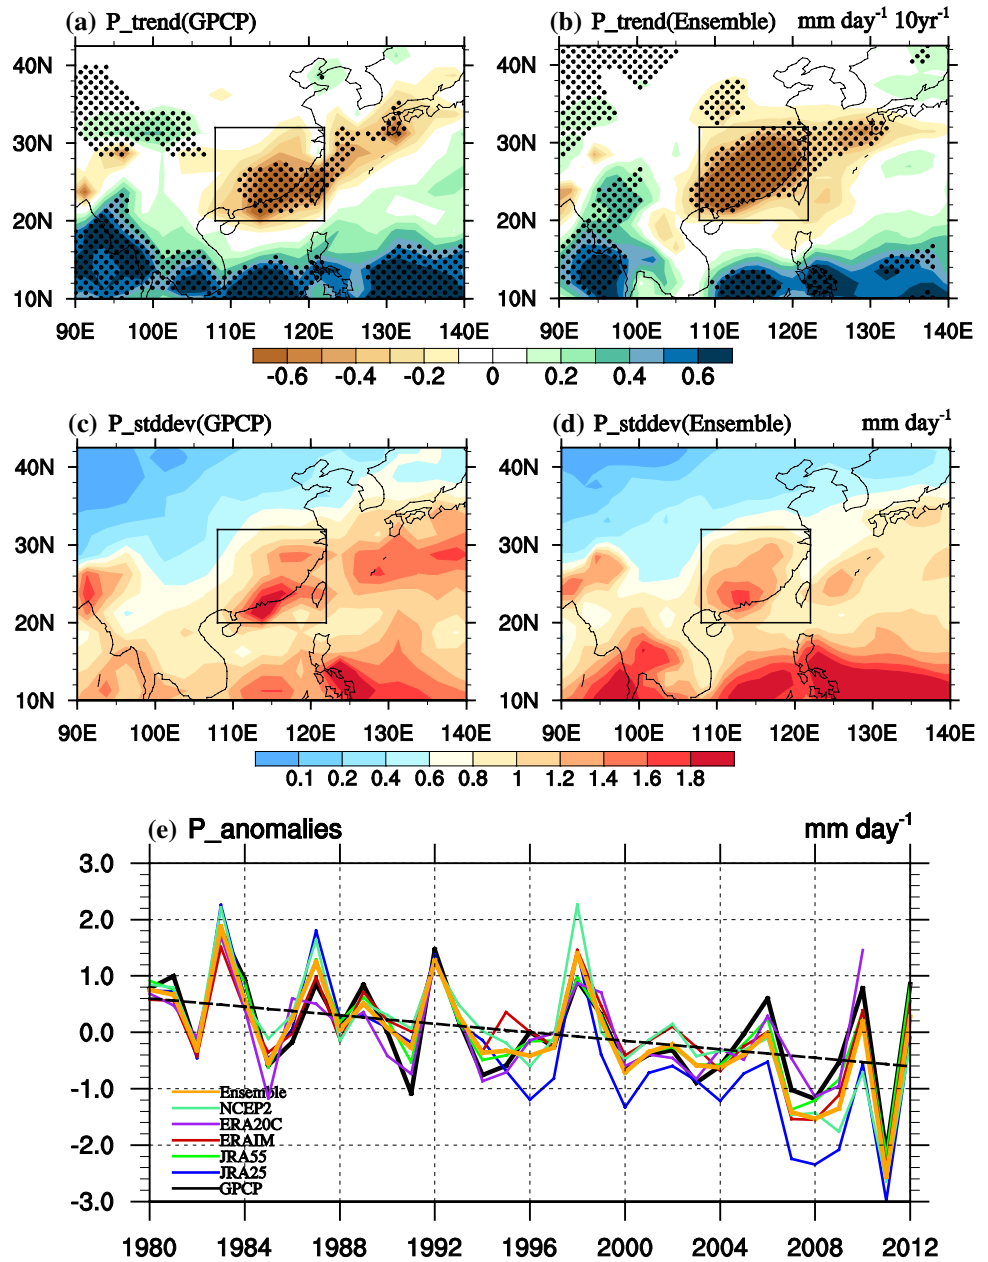 (a) P_trend(GPCP) (b) P_trend(Ensemble) mm day-1 10yr-1
40N 40N
30N 30N
20N 20N
10N 10N
90E 100E 110E 120E 130E 140E 90E 100E 110E 120E 130E 140E
-0.6 -0.4 -0.2 0 0.2 0.4 0.6
(c) P_stddev(GPCP) (d) P_stddev(Ensemble) mm day-1
40N 40N
30N 30N
20N 20N
10N 10N
90E 100E 110E 120E 130E 140E 90E 100E 110E 120E 130E 140E
0.1 0.2 0.4 0.6 0.8 1 1.2 1.4 1.6 1.8
(e) P_anomalies mm day-1
3.0
2.0
1.0
0.0
-1.0
-2.0
-3.0
Ensemble
NCEP2
ERA20C
ERAIM
JRA55
JRA25
GPCP
1980 1984 1988 1992 1996 2000 2004 2008 2012